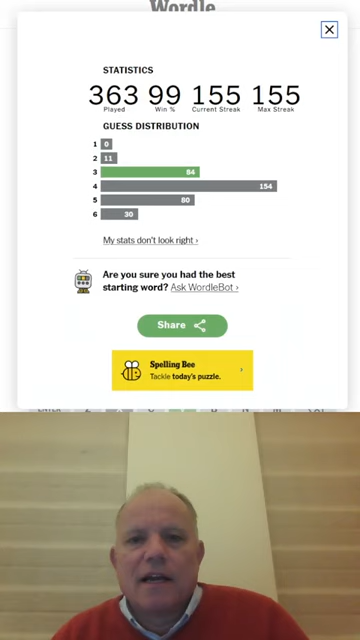 Wordle
STATISTICS
363 99 155 155
Played Win % Current Streak Max Streak
GUESS DISTRIBUTION
1 0
2 11
3 84
4 154
5 80
6 30
My stats don't look right ›
Are you sure you had the best
starting word? Ask WordleBot ›
Share
Spelling Bee
Tackle today's puzzle. ›